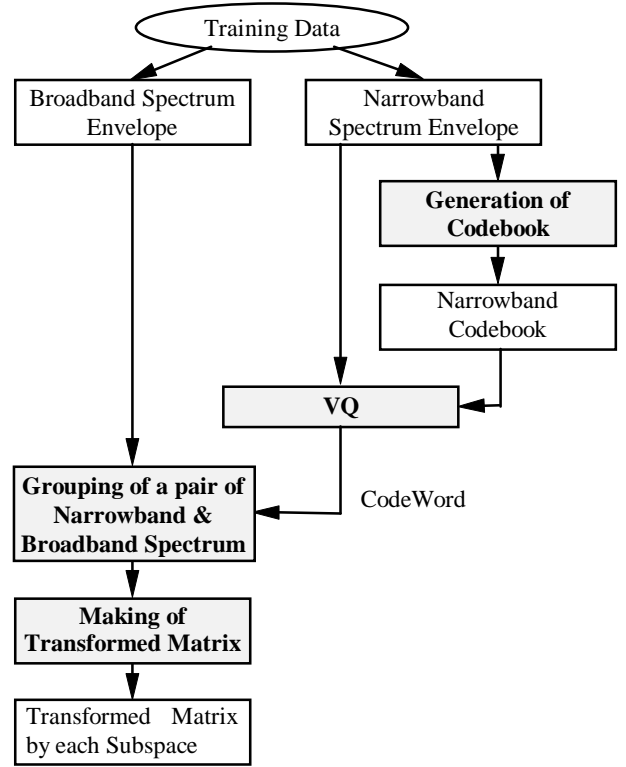 Training Data
Broadband Spectrum
Envelope
Narrowband
Spectrum Envelope
Generation of
Codebook
Narrowband
Codebook
VQ
Grouping of a pair of
Narrowband &
Broadband Spectrum
CodeWord
Making of
Transformed Matrix
Transformed Matrix
by each Subspace